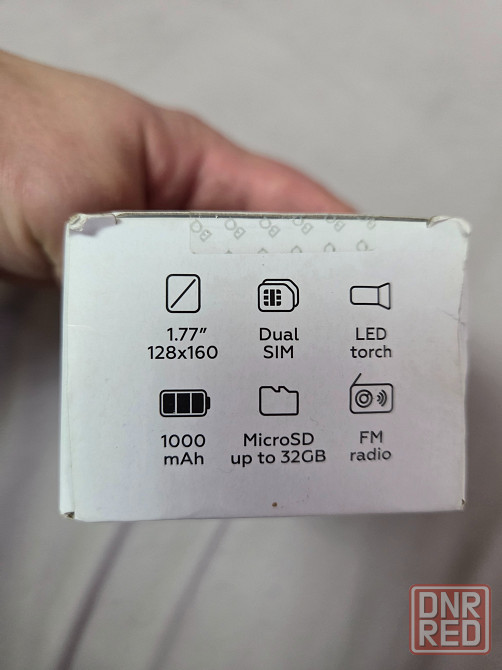 1.77”
128x160
Dual
SIM
LED
torch
1000
mAh
MicroSD
up to 32GB
FM
radio
DNR
RED